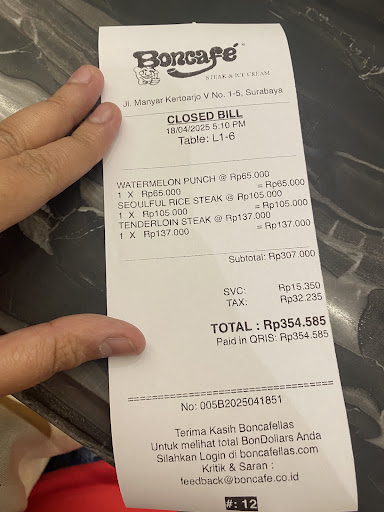 Boncafé
STEAK & ICE CREAM
Jl. Manyar Kertoarjo V No. 1-5, Surabaya
CLOSED BILL
18/04/2025 5:10 PM
Table: L1-6
WATERMELON PUNCH @ Rp65.000
1 X Rp65.000 = Rp65.000
SEOULFUL RICE STEAK @ Rp105.000
1 X Rp105.000 = Rp105.000
TENDERLOIN STEAK @ Rp137.000
1 X Rp137.000 = Rp137.000
Subtotal: Rp307.000
SVC: Rp15.350
TAX: Rp32.235
TOTAL : Rp354.585
Paid in QRIS: Rp354.585
No: 005B2025041851
Terima Kasih Boncafellas
Untuk melihat total BonDollars Anda
Silahkan Login di boncafellas.com
Kritik & Saran :
feedback@boncafe.co.id
#: 12